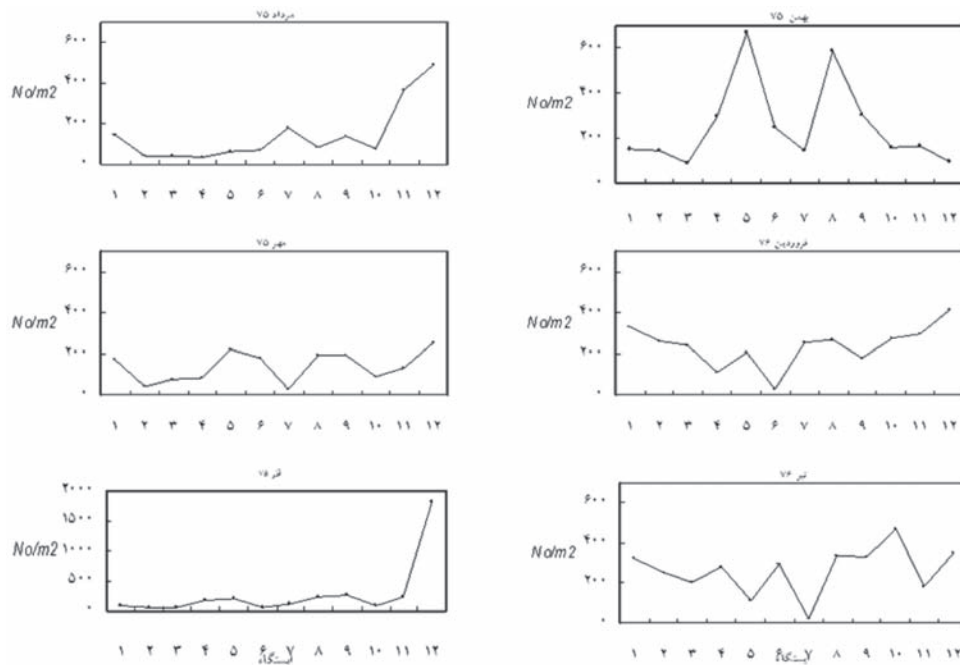 مرداد ۷۵
۶۰۰
۴۰۰
No/m2
۲۰۰
۰
۱ ۲ ۳ ۴ ۵ ۶ ۷ ۸ ۹ ۱۰ ۱۱ ۱۲
بهمن ۷۵
۶۰۰
۴۰۰
No/m2
۲۰۰
۰
۱ ۲ ۳ ۴ ۵ ۶ ۷ ۸ ۹ ۱۰ ۱۱ ۱۲
مهر ۷۵
۶۰۰
۴۰۰
No/m2
۲۰۰
۰
۱ ۲ ۳ ۴ ۵ ۶ ۷ ۸ ۹ ۱۰ ۱۱ ۱۲
فروردین ۷۶
۶۰۰
۴۰۰
No/m2
۲۰۰
۰
۱ ۲ ۳ ۴ ۵ ۶ ۷ ۸ ۹ ۱۰ ۱۱ ۱۲
آذر ۷۵
۲۰۰۰
۱۵۰۰
No/m2
۱۰۰۰
۵۰۰
۰
۱ ۲ ۳ ۴ ۵ ۶ ۷ ۸ ۹ ۱۰ ۱۱ ۱۲
ایستگاه
تیر ۷۶
۶۰۰
۴۰۰
No/m2
۲۰۰
۰
۱ ۲ ۳ ۴ ۵ ۶ ۷ ۸ ۹ ۱۰ ۱۱ ۱۲
ایستگاه